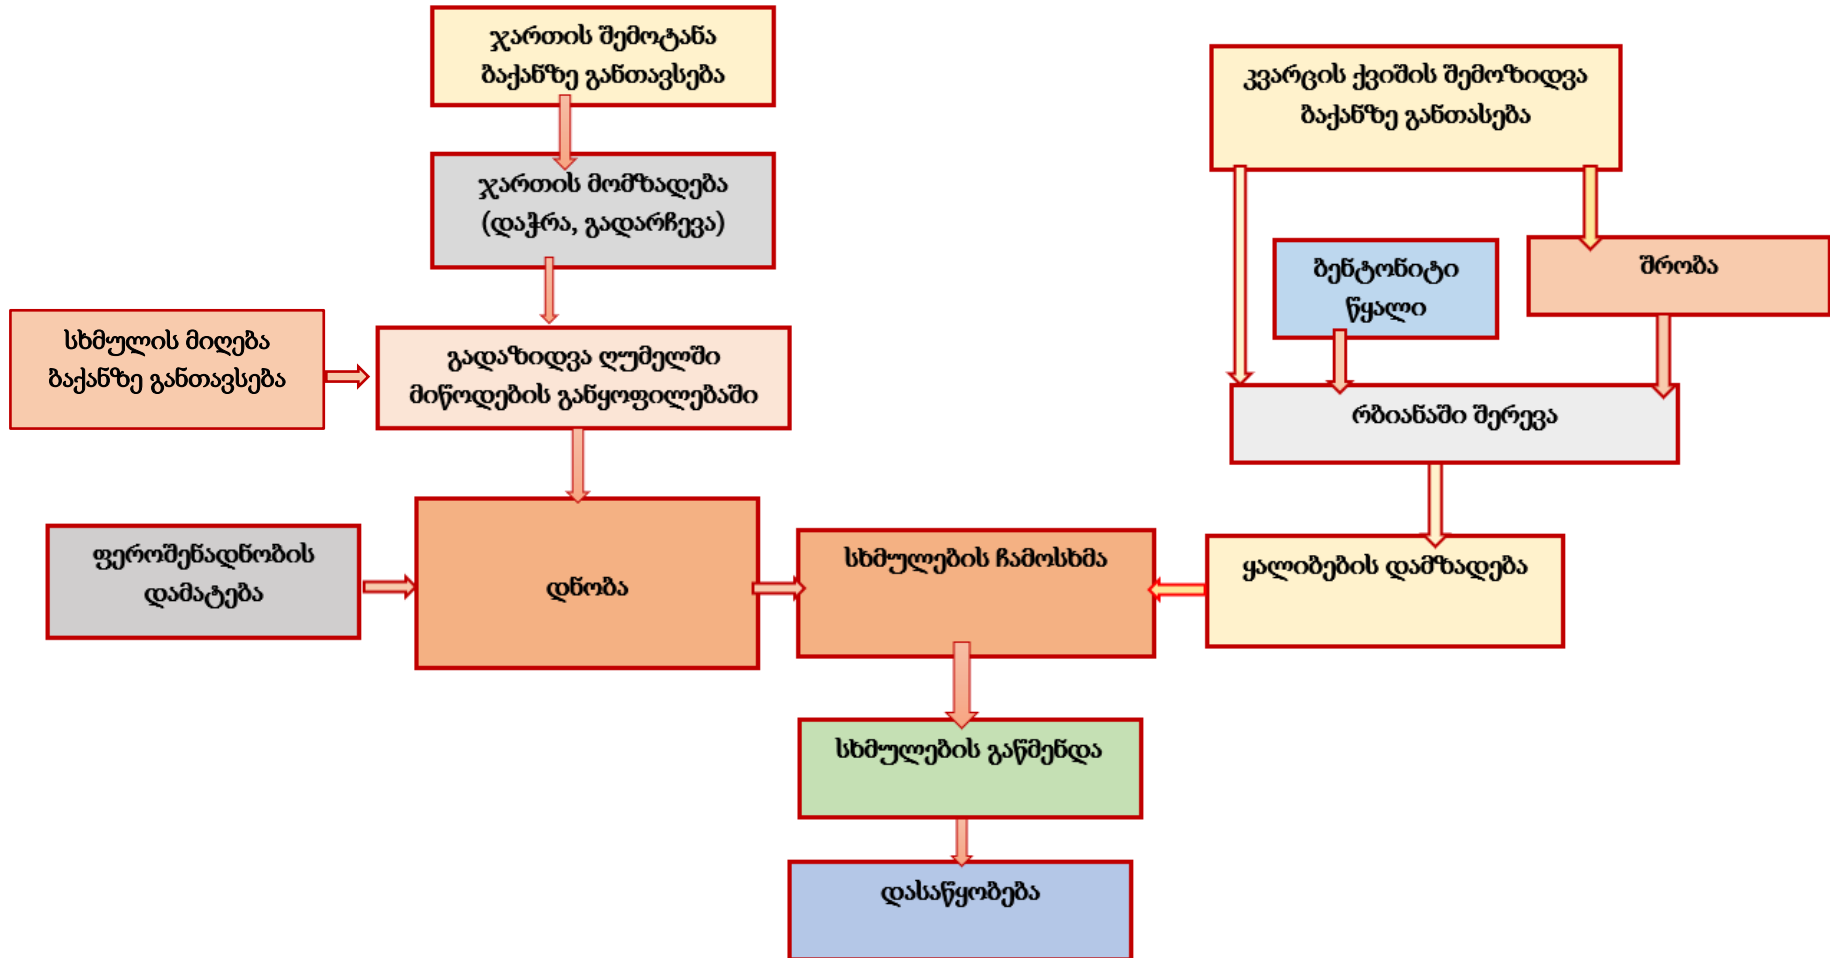 ჯართის შემოტანა
ბაქანზე განთავსება
კვარცის ქვიშის შემოზიდვა
ბაქანზე განთასება
ჯართის მომზადება
(დაჭრა, გადარჩევა)
ბენტონიტი
წყალი
შრობა
სხმულის მიღება
ბაქანზე განთავსება
გადაზიდვა ღუმელში
მიწოდების განყოფილებაში
რბიანაში შერევა
ფეროშენადნობის
დამატება
დნობა
სხმულების ჩამოსხმა
ყალიბების დამზადება
სხმულების გაწმენდა
დასაწყობება